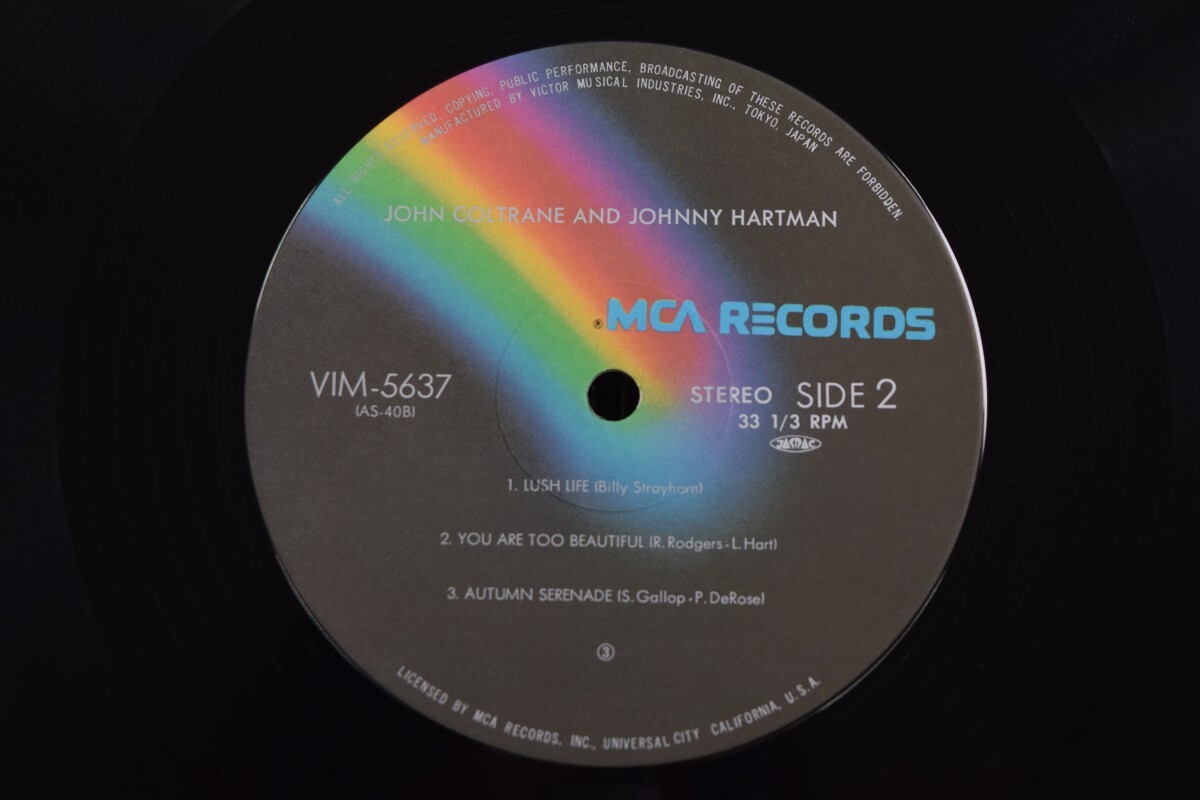 ALL RIGHTS RESERVED, COPYING, PUBLIC PERFORMANCE, BROADCASTING OF THESE RECORDS ARE FORBIDDEN.
MANUFACTURED BY VICTOR MUSICAL INDUSTRIES, INC., TOKYO, JAPAN
JOHN COLTRANE AND JOHNNY HARTMAN
® MCA RECORDS
VIM-5637
(AS-40B)
STEREO SIDE 2
33 1/3 RPM
JASRAC
1. LUSH LIFE (Billy Strayhorn)
2. YOU ARE TOO BEAUTIFUL (R. Rodgers - L. Hart)
3. AUTUMN SERENADE (S. Gallop - P. DeRose)
③
LICENSED BY MCA RECORDS, INC., UNIVERSAL CITY CALIFORNIA, U.S.A.